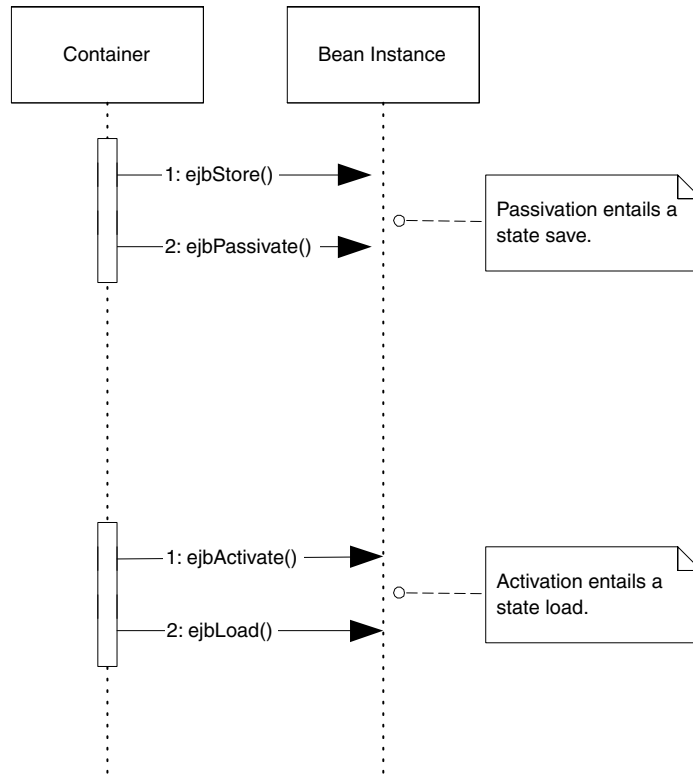 Container
Bean Instance
1: ejbStore()
Passivation entails a
state save.
2: ejbPassivate()
1: ejbActivate()
Activation entails a
state load.
2: ejbLoad()